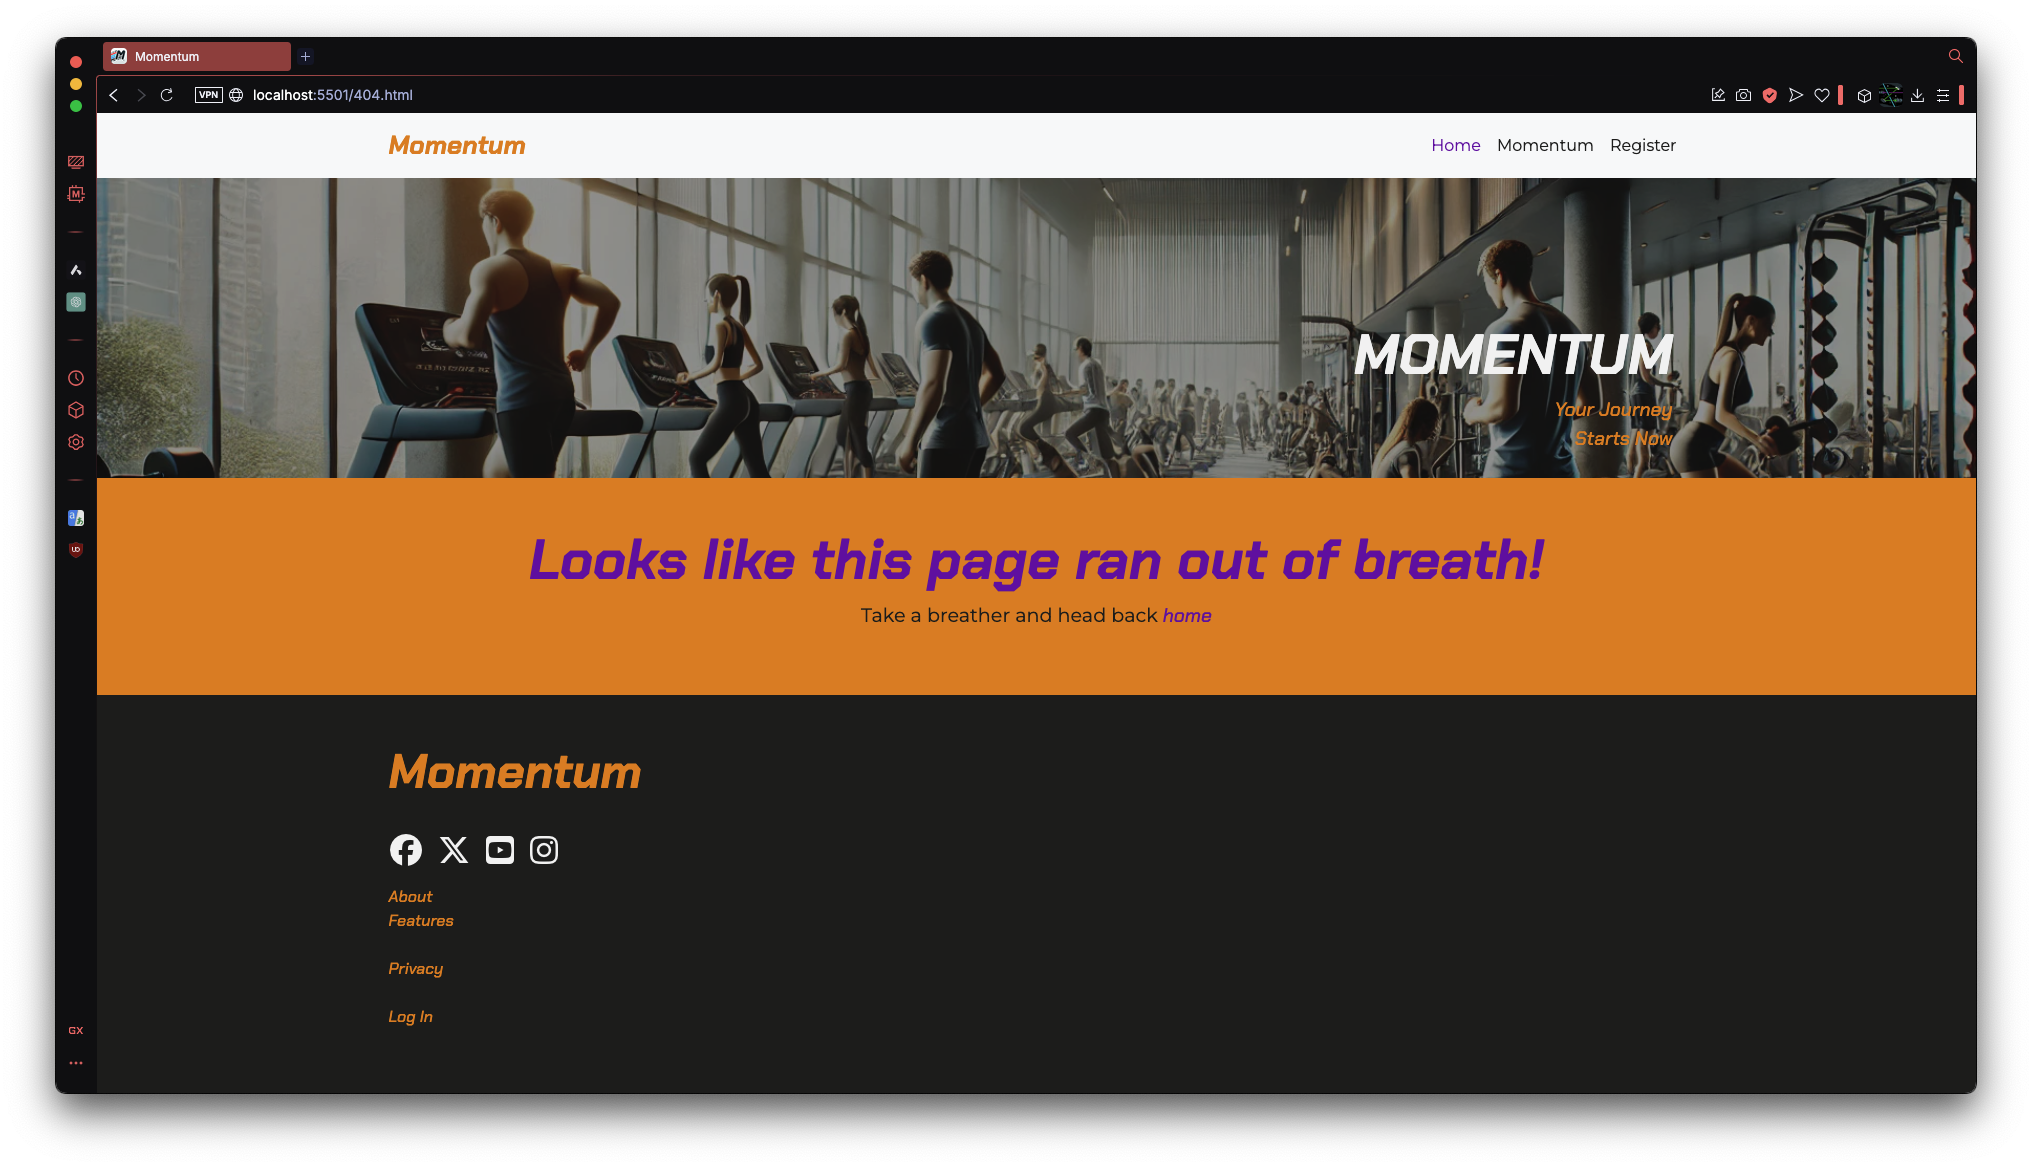 Momentum
VPN localhost:5501/404.html
Momentum
Home Momentum Register
MOMENTUM
Your Journey
Starts Now
Looks like this page ran out of breath!
Take a breather and head back home
Momentum
About
Features
Privacy
Log In
GX